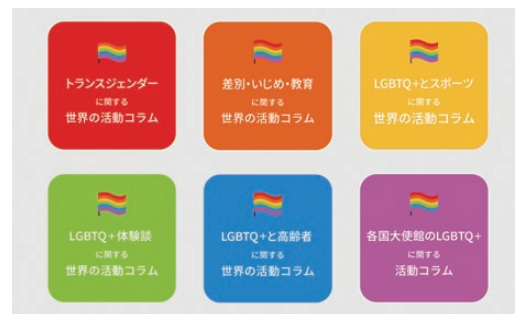 トランスジェンダー
に関する
世界の活動コラム
差別・いじめ・教育
に関する
世界の活動コラム
LGBTQ+とスポーツ
に関する
世界の活動コラム
LGBTQ+体験談
に関する
世界の活動コラム
LGBTQ+と高齢者
に関する
世界の活動コラム
各国大使館のLGBTQ+
に関する
活動コラム